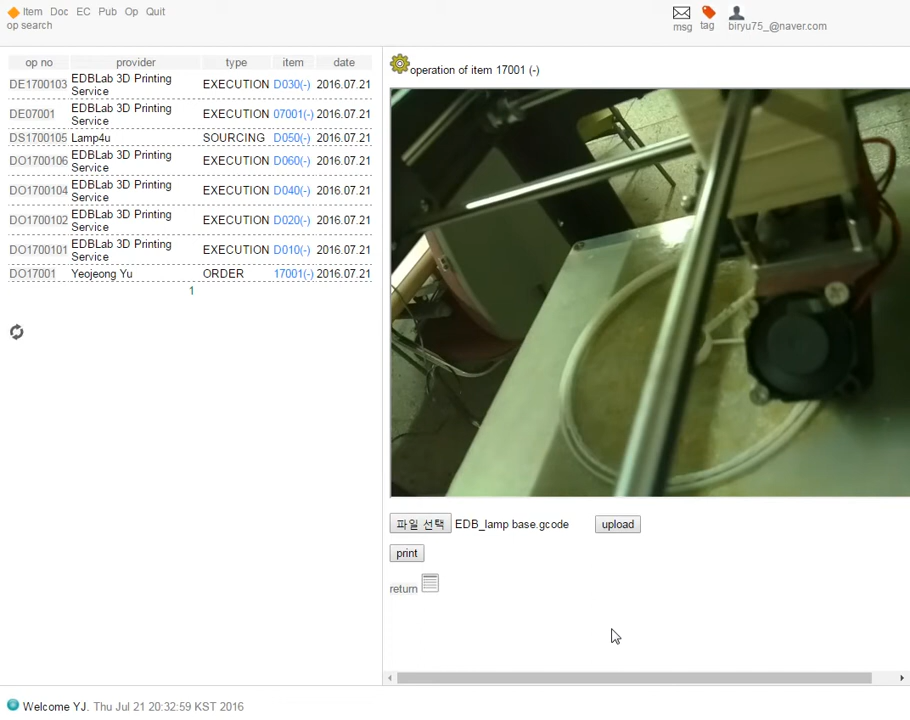 Item Doc EC Pub Op Quit
op search
msg tag biryu75_@naver.com
op no provider type item date
DE1700103 EDBLab 3D Printing Service EXECUTION D030(-) 2016.07.21
DE07001 EDBLab 3D Printing Service EXECUTION 07001(-) 2016.07.21
DS1700105 Lamp4u SOURCING D050(-) 2016.07.21
DO1700106 EDBLab 3D Printing Service EXECUTION D060(-) 2016.07.21
DO1700104 EDBLab 3D Printing Service EXECUTION D040(-) 2016.07.21
DO1700102 EDBLab 3D Printing Service EXECUTION D020(-) 2016.07.21
DO1700101 EDBLab 3D Printing Service EXECUTION D010(-) 2016.07.21
DO17001 Yeojeong Yu ORDER 17001(-) 2016.07.21
1
operation of item 17001 (-)
파일 선택 EDB_lamp base.gcode upload
print
return
Welcome YJ. Thu Jul 21 20:32:59 KST 2016